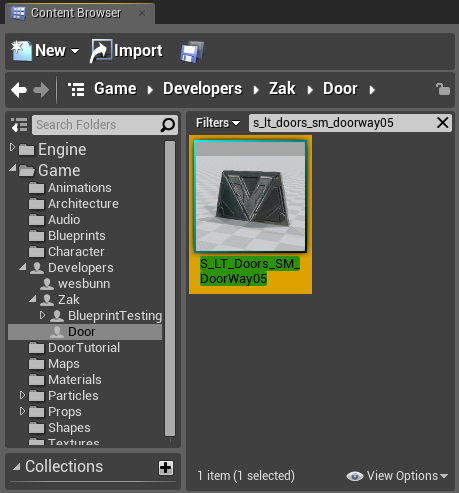 Content Browser
New
Import
Game
Developers
Zak
Door
Search Folders
Filters
s_lt_doors_sm_doorway05
Engine
Game
Animations
Architecture
Audio
Blueprints
Character
Developers
wesbunn
Zak
BlueprintTesting
Door
DoorTutorial
Maps
Materials
Particles
Props
Shapes
Textures
S_LT_Doors_SM_
DoorWay05
Collections
1 item (1 selected)
View Options